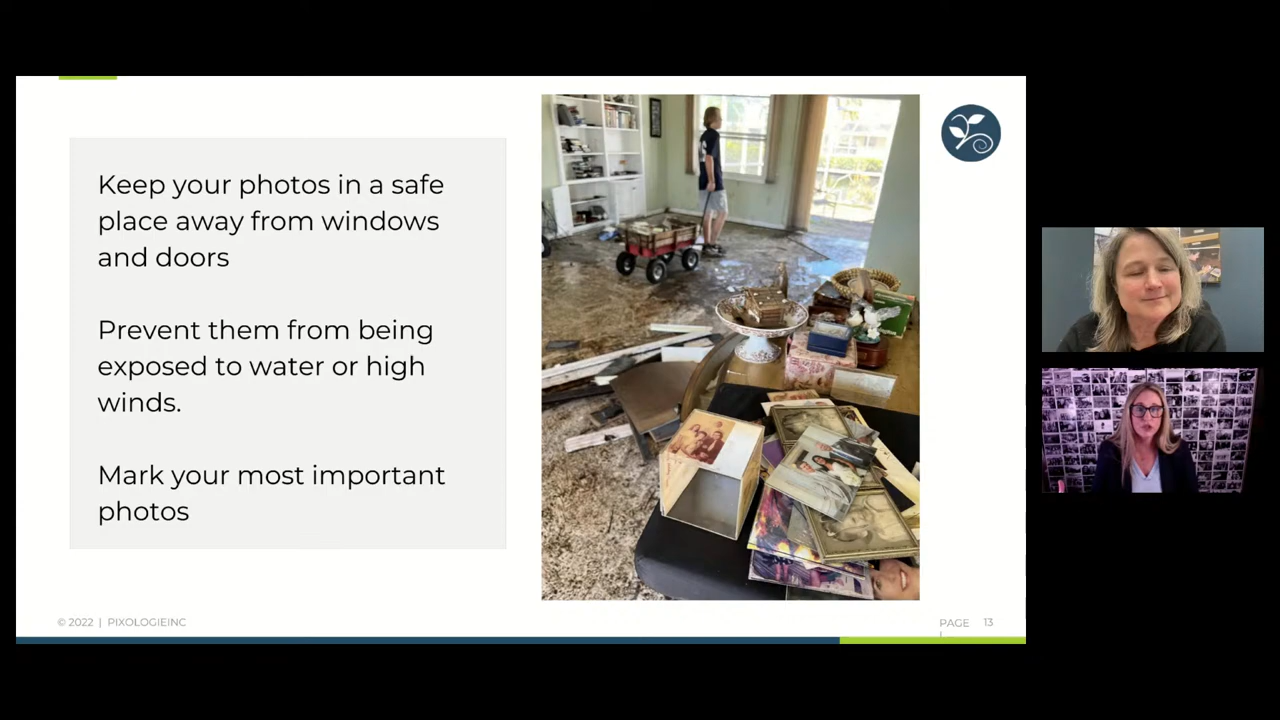 Keep your photos in a safe
place away from windows
and doors
Prevent them from being
exposed to water or high
winds.
Mark your most important
photos
© 2022 | PIXOLOGIEINC
PAGE 13
|